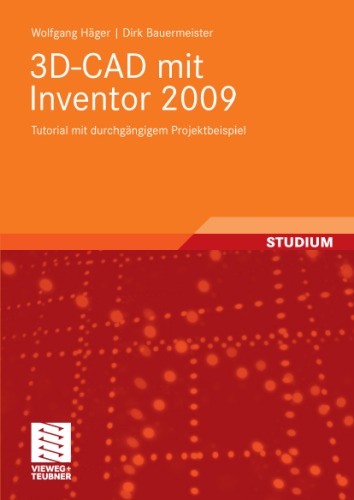 Wolfgang Häger | Dirk Bauermeister
3D-CAD mit
Inventor 2009
Tutorial mit durchgängigem Projektbeispiel
STUDIUM
VIEWEG+
TEUBNER